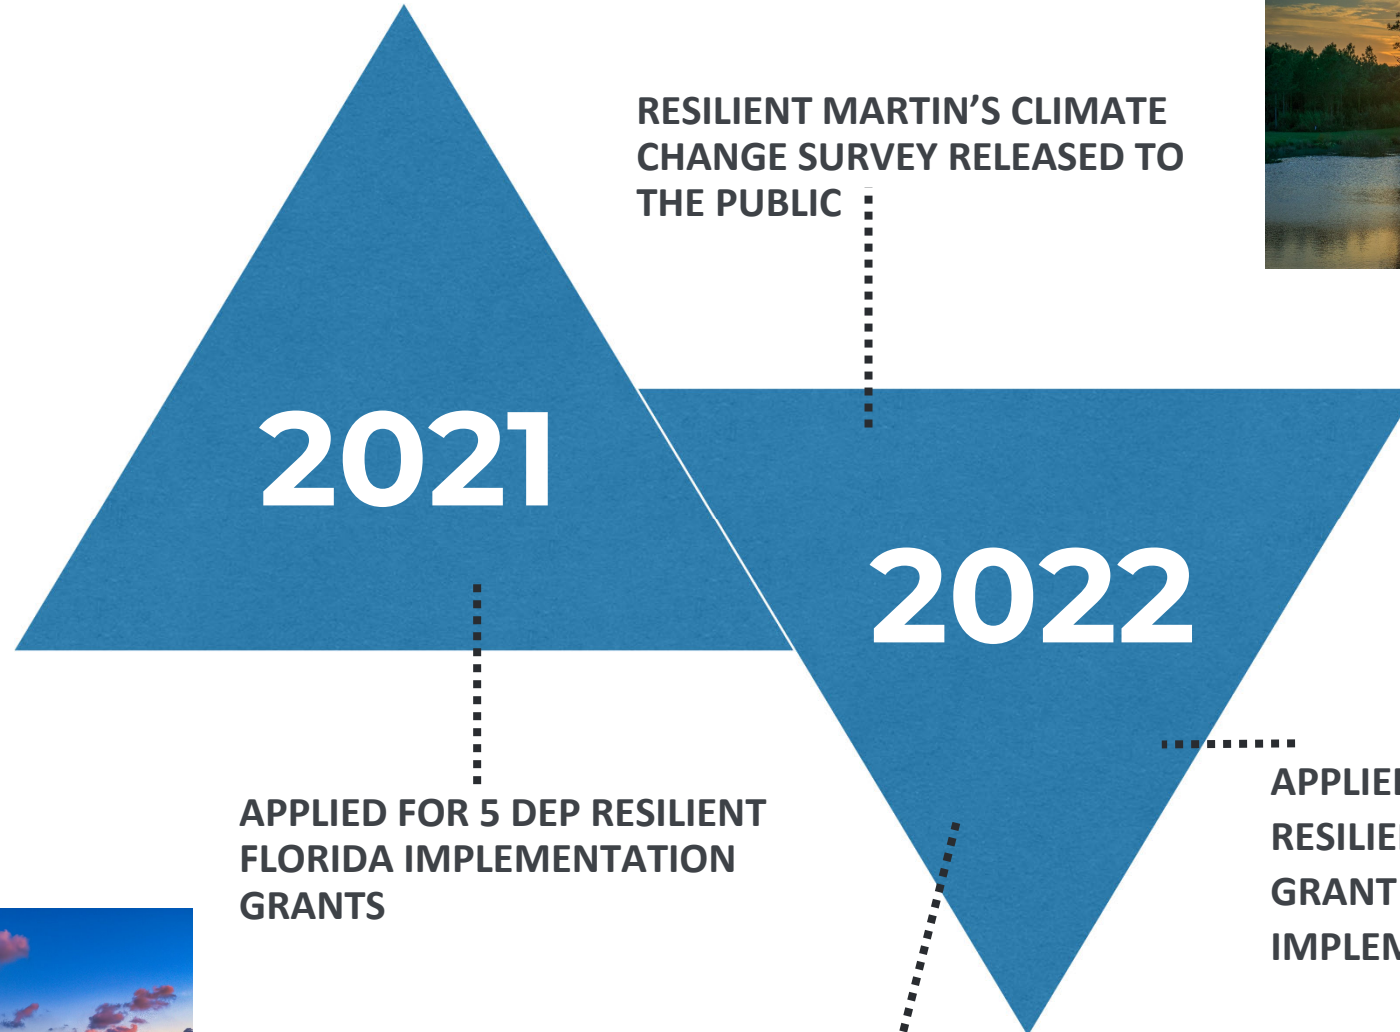 RESILIENT MARTIN’S CLIMATE
CHANGE SURVEY RELEASED TO
THE PUBLIC
2021
2022
APPLIED FOR 5 DEP RESILIENT
FLORIDA IMPLEMENTATION
GRANTS
GRANT